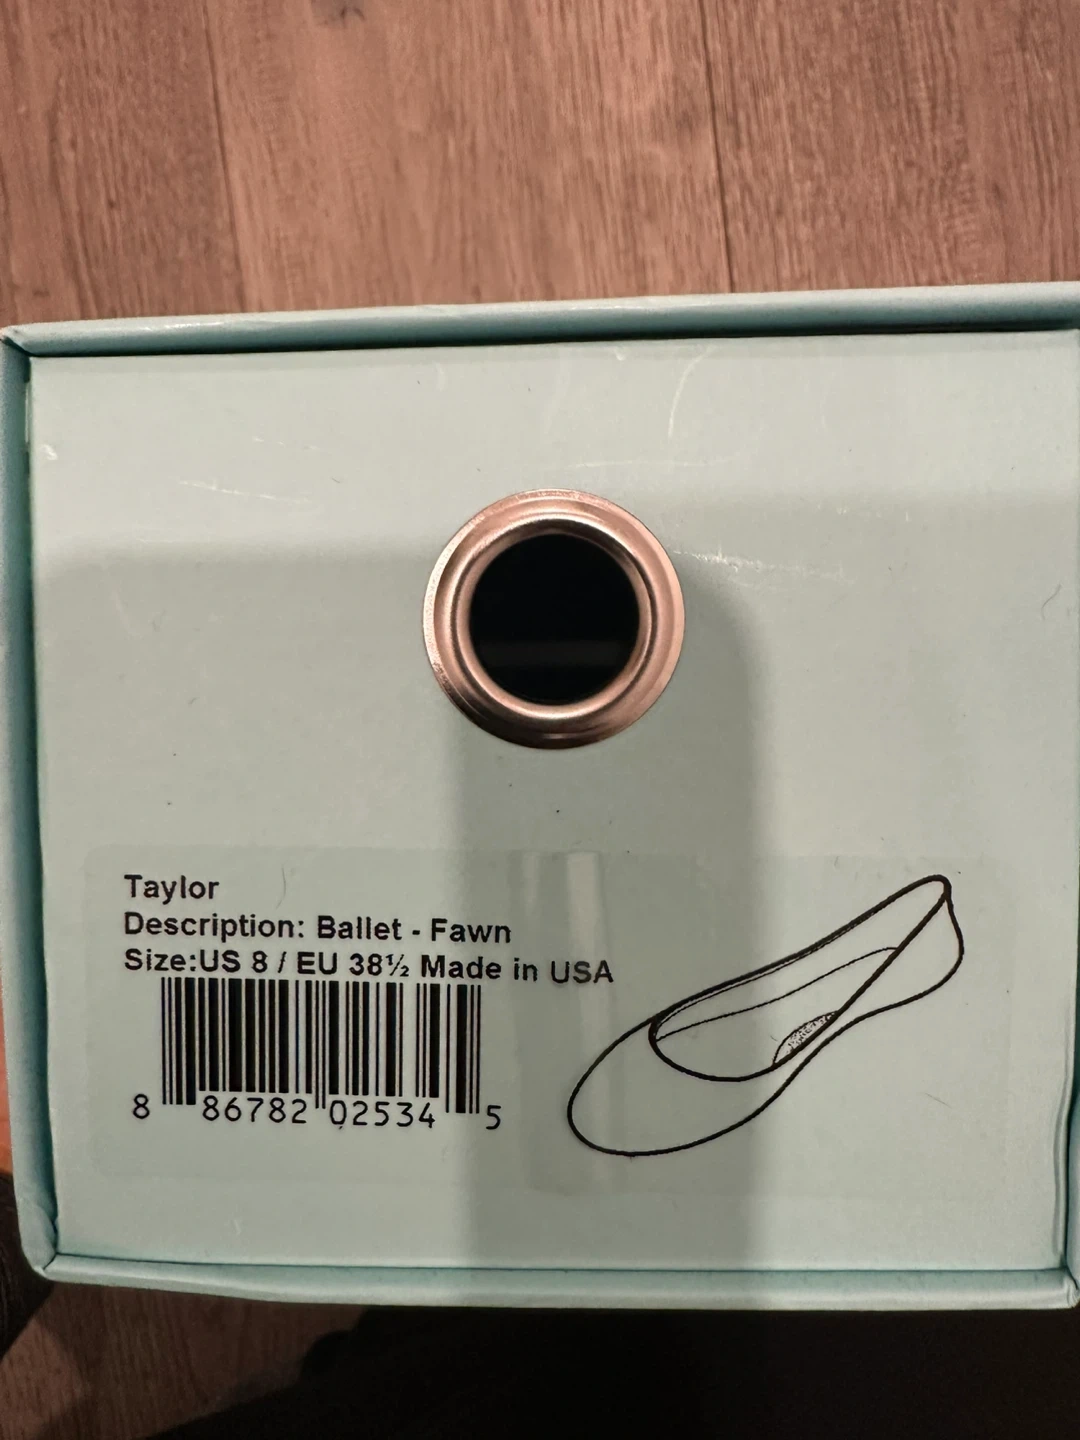 Taylor
Description: Ballet - Fawn
Size:US 8 / EU 38½ Made in USA
8 86782 02534 5